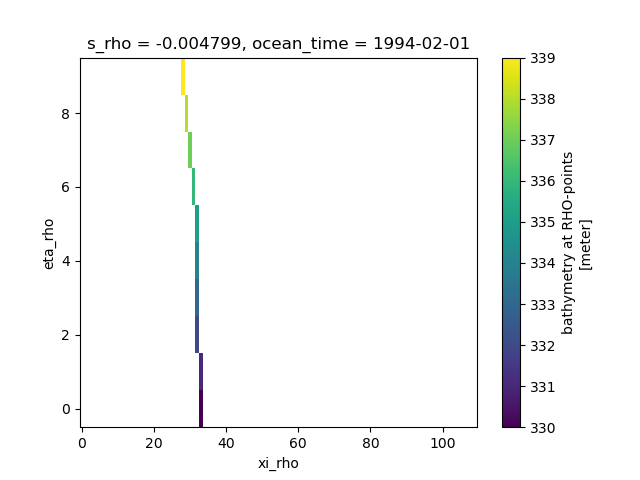 s_rho = -0.004799, ocean_time = 1994-02-01
8
6
4
2
0
eta_rho
0 20 40 60 80 100
xi_rho
339
338
337
336
335
334
333
332
331
330
bathymetry at RHO-points
[meter]